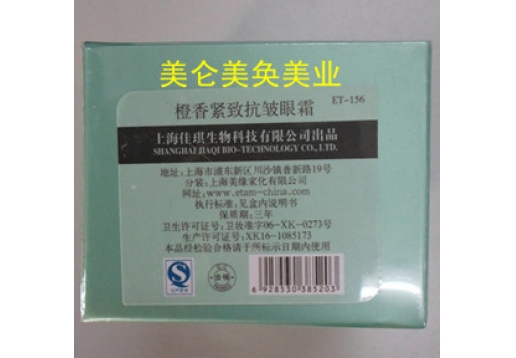 美仑美奂美业
橙香紧致抗皱眼霜
ET-156
上海佳琪生物科技有限公司出品
SHANGHAI JIAQI BIO-TECHNOLOGY CO., LTD.
地址:上海市浦东新区川沙镇普新路19号
分装:上海美缘家化有限公司
网址:www.etam-china.com
执行标准:见盒内说明书
保质期:三年
卫生许可证号:卫妆准字06-XK-0273号
生产许可证号:XK16-1085173
本品经检验合格请于所标示日期内使用
6 928530 385203